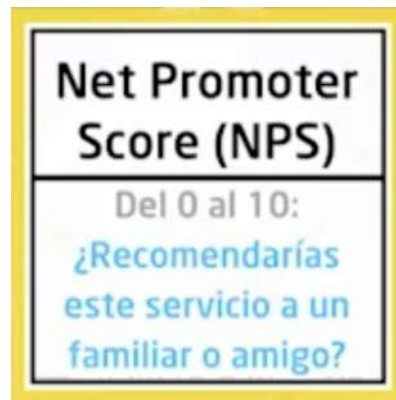 Net Promoter
Score (NPS)
Del 0 al 10:
¿Recomendarías
este servicio a un
familiar o amigo?